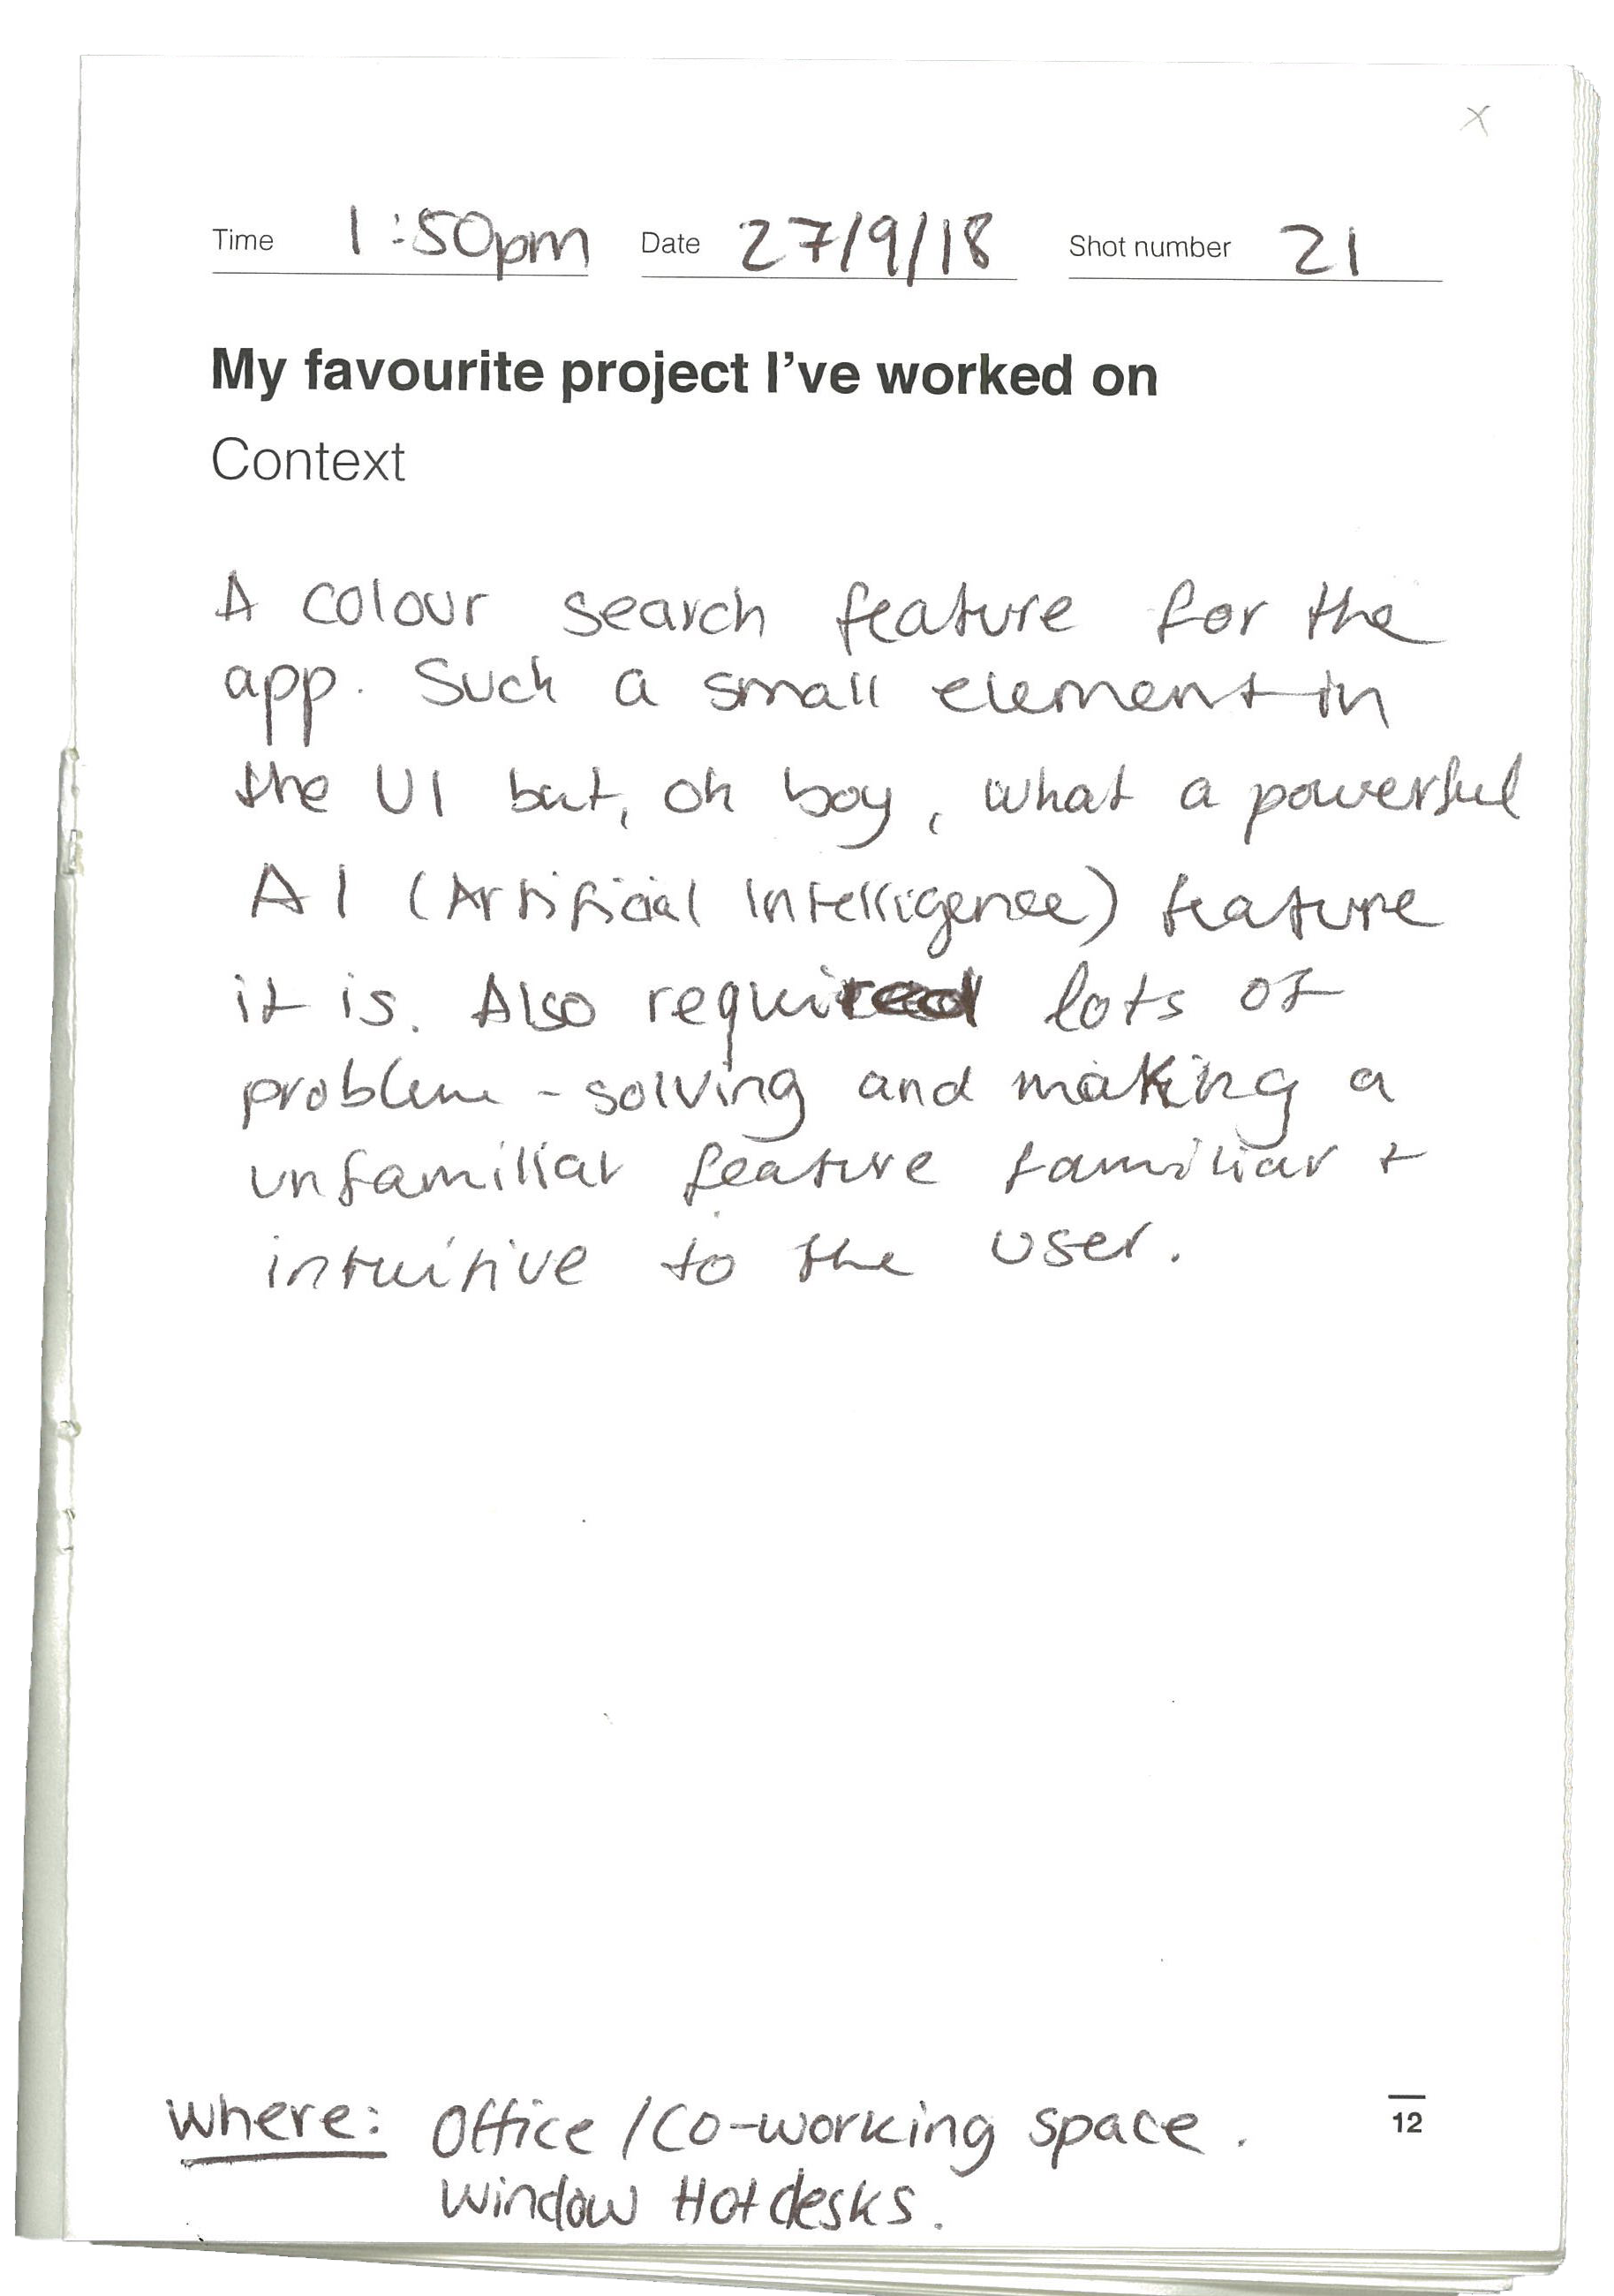 x
Time 1:50pm Date 27/9/18 Shot number 21
My favourite project I've worked on
Context
A colour search feature for the
app. Such a small element in
the UI but, oh boy, what a powerful
AI (Artificial Intelligence) feature
it is. Also required lots of
problem-solving and making a
unfamiliar feature familiar +
intuitive to the user.
where: Office / Co-working space.
Window Hotdesks.
12